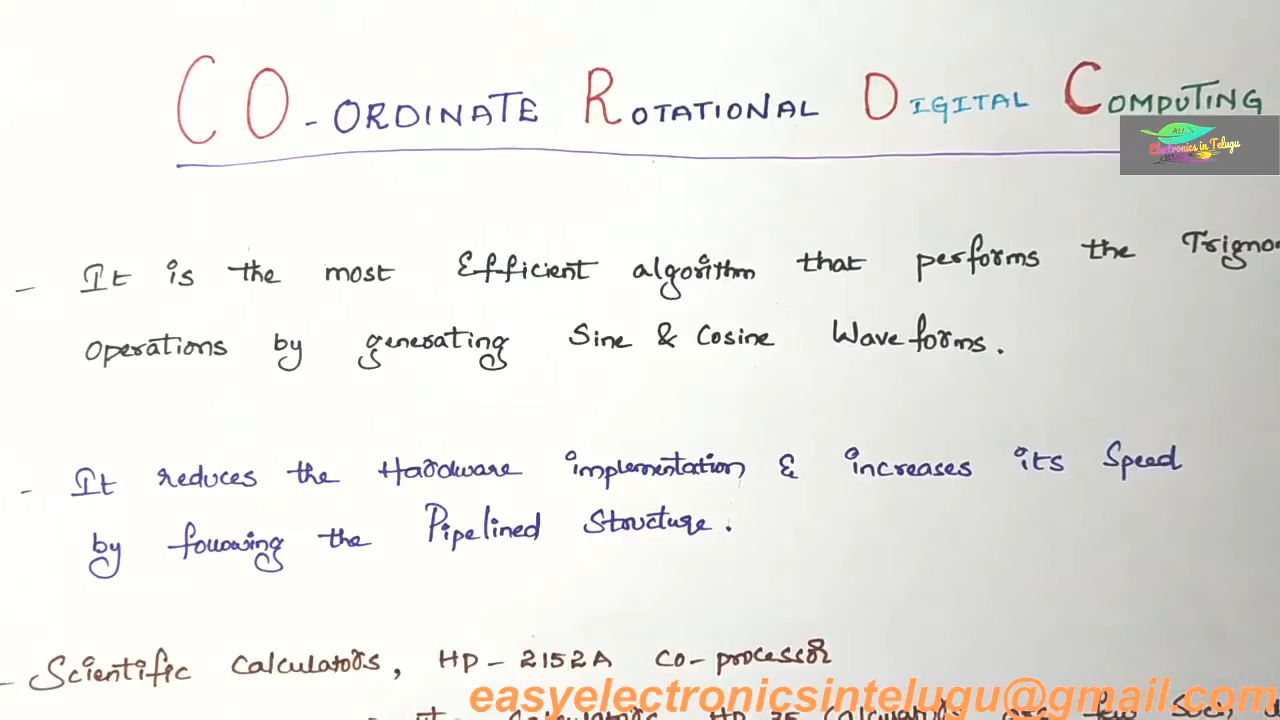 CO-ORDINATE ROTATIONAL DIGITAL COMPUTING
ALL'S
Electronics in Telugu
- It is the most Efficient algorithm that performs the Trigno
operations by generating Sine & Cosine Waveforms.
- It reduces the Hardware implementation & increases its Speed
by following the Pipelined Structure.
- Scientific Calculators, HP-2152A Co-processor
easyelectronicsintelugu@gmail.com